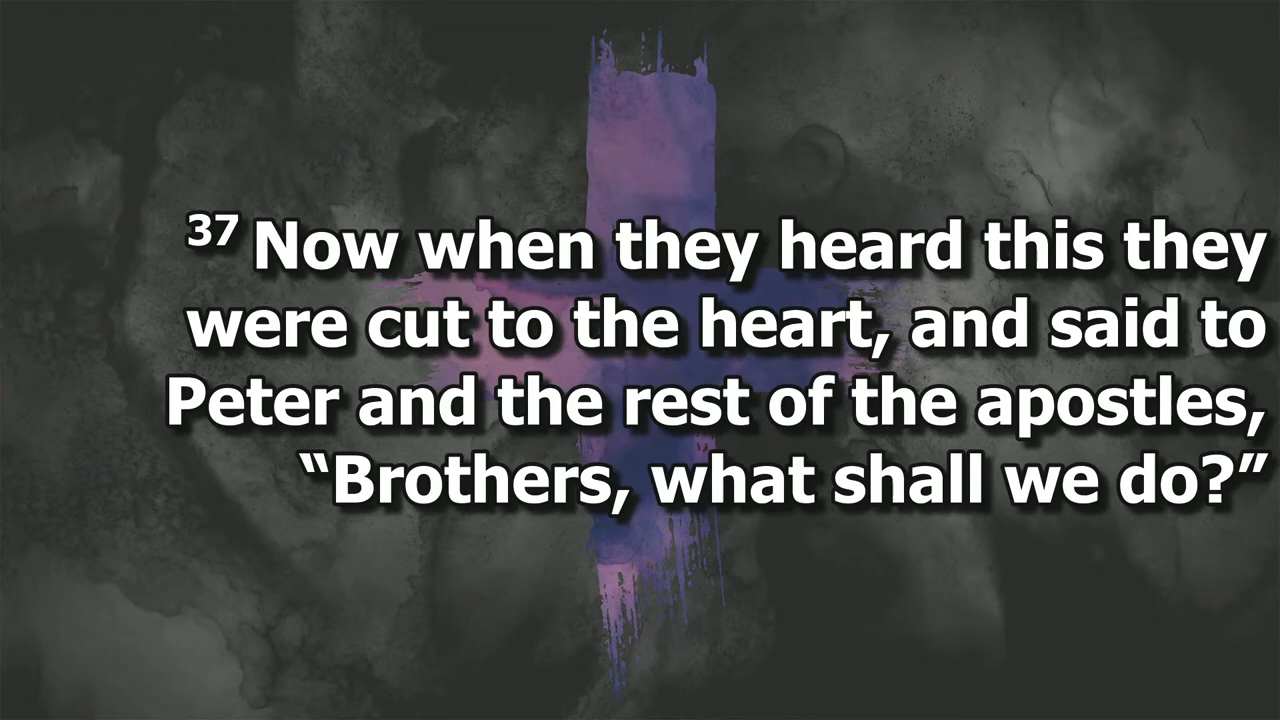 37 Now when they heard this they
were cut to the heart, and said to
Peter and the rest of the apostles,
“Brothers, what shall we do?”